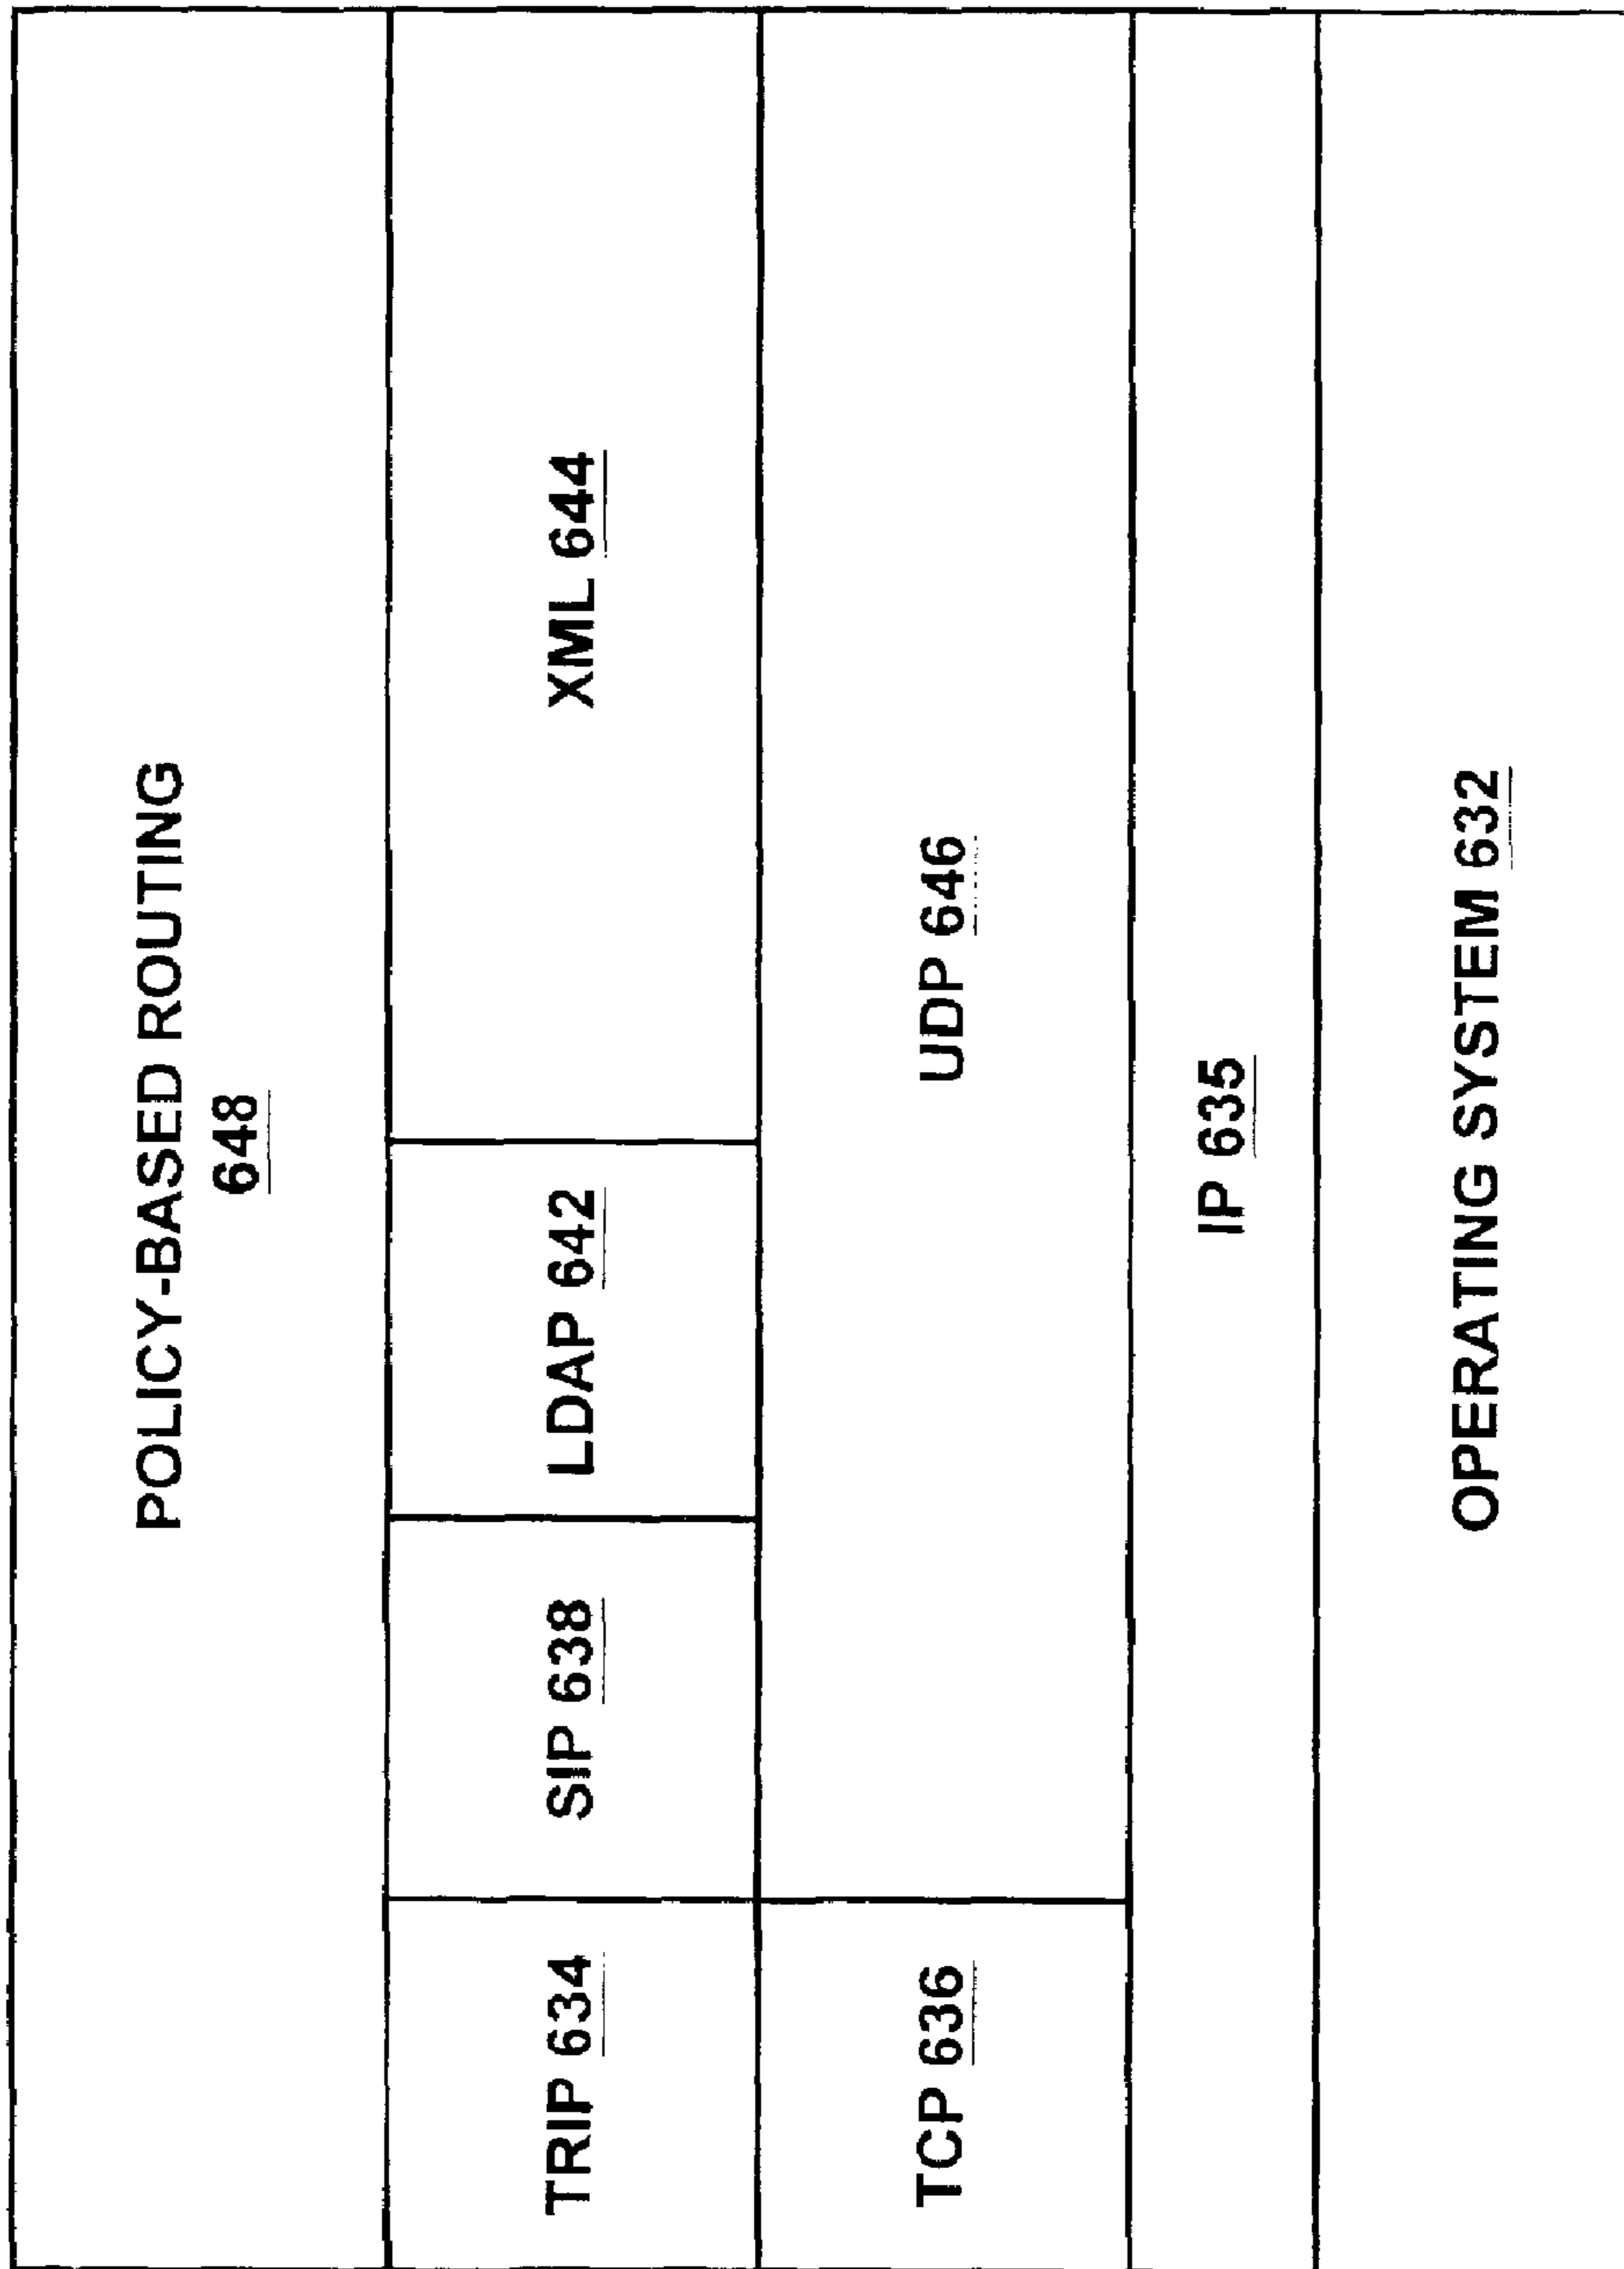 POLICY-BASED ROUTING
648
TRIP 634
SIP 638
LDAP 642
XML 644
TCP 636
UDP 646
IP 635
OPERATING SYSTEM 632